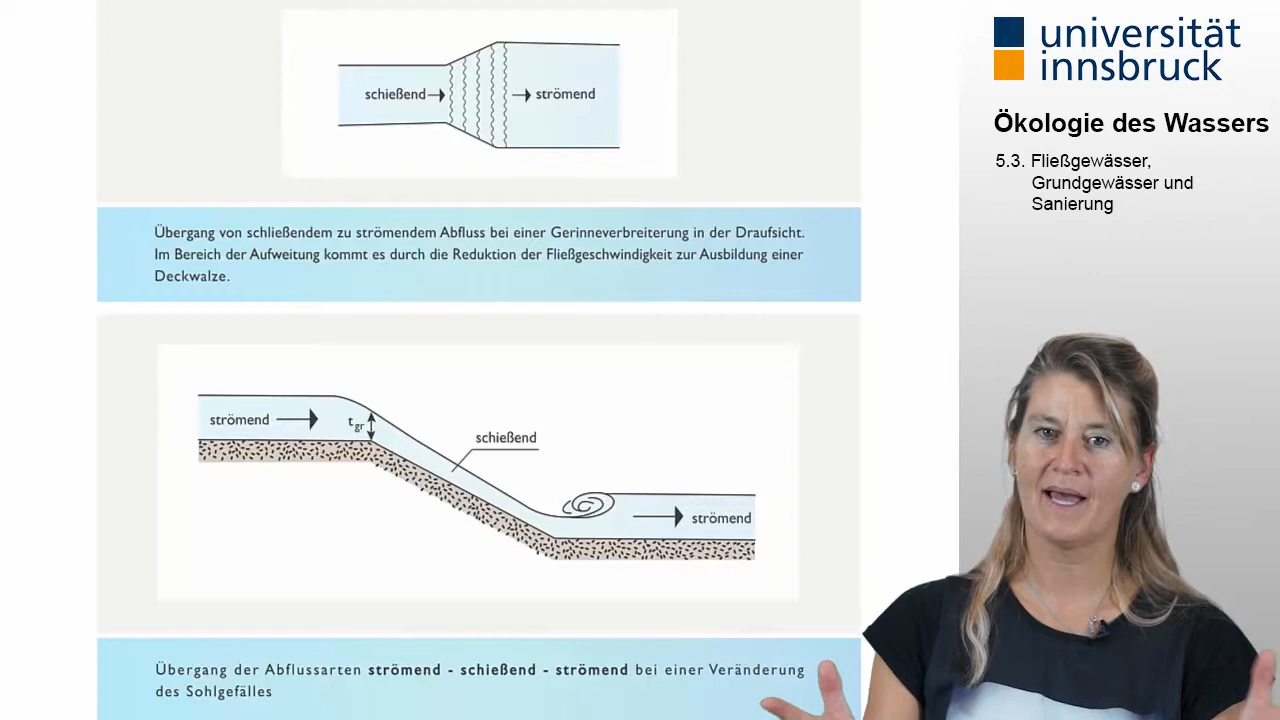 schießend
strömend
universität
innsbruck
Ökologie des Wassers
5.3. Fließgewässer,
Grundgewässer und
Sanierung
Übergang von schließendem zu strömendem Abfluss bei einer Gerinneverbreiterung in der Draufsicht.
Im Bereich der Aufweitung kommt es durch die Reduktion der Fließgeschwindigkeit zur Ausbildung einer
Deckwalze.
strömend
tgr
schießend
strömend
Übergang der Abflussarten strömend - schießend - strömend bei einer Veränderung
des Sohlgefälles